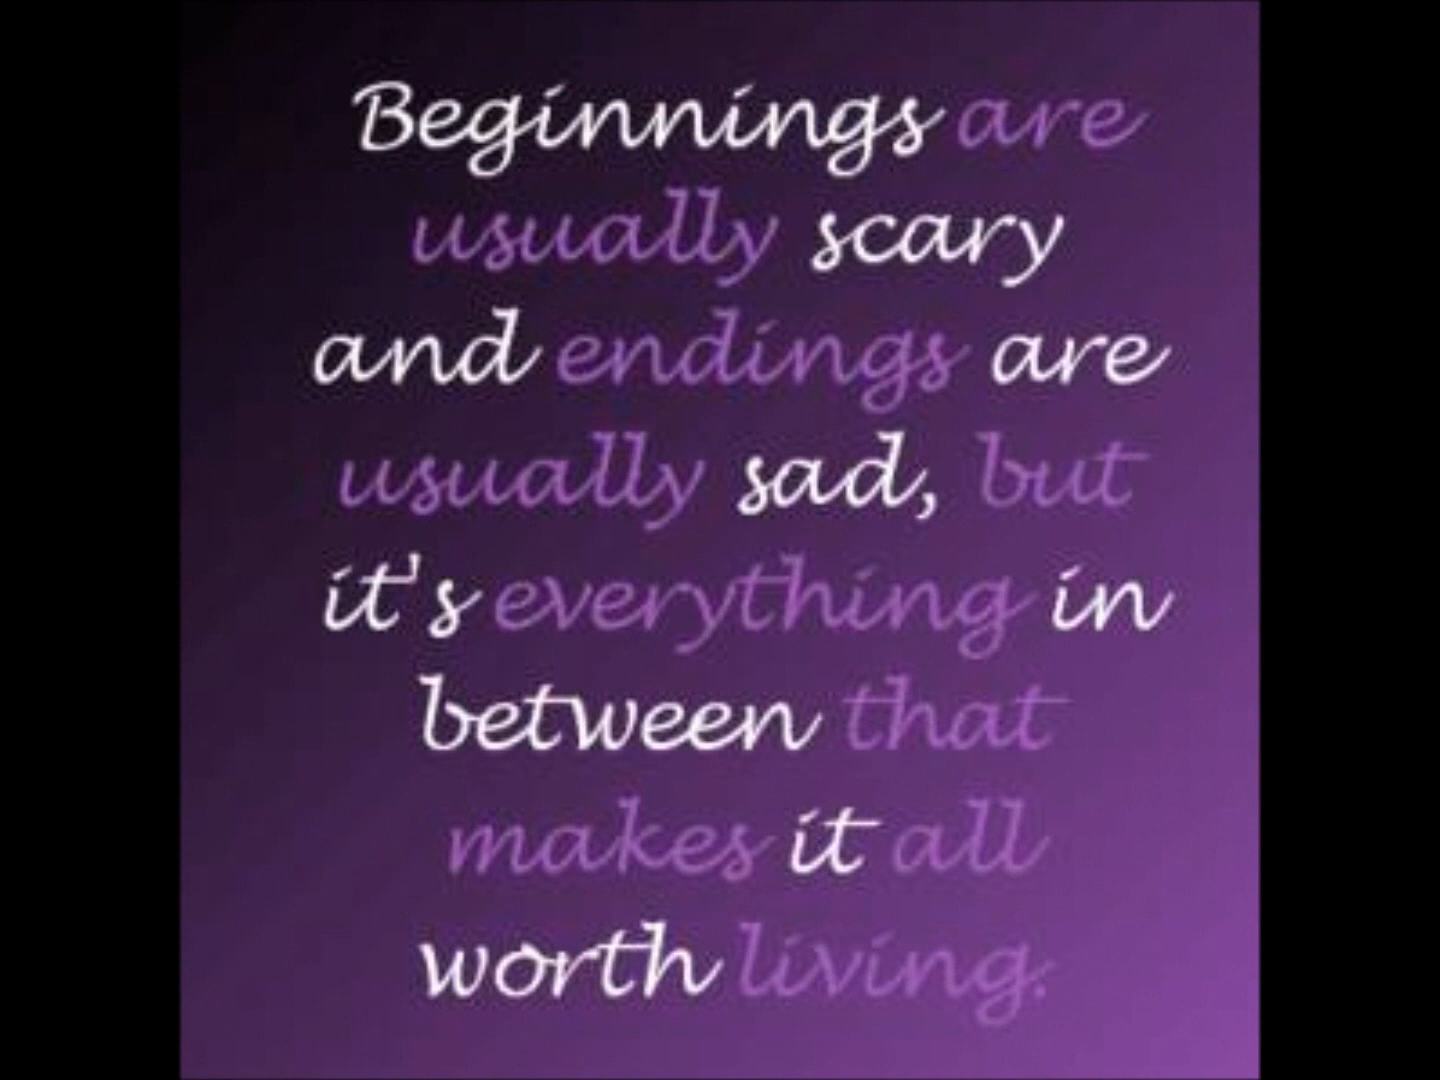 Beginnings are
usually scary
and endings are
usually sad, but
it's everything in
between that
makes it all
worth living.